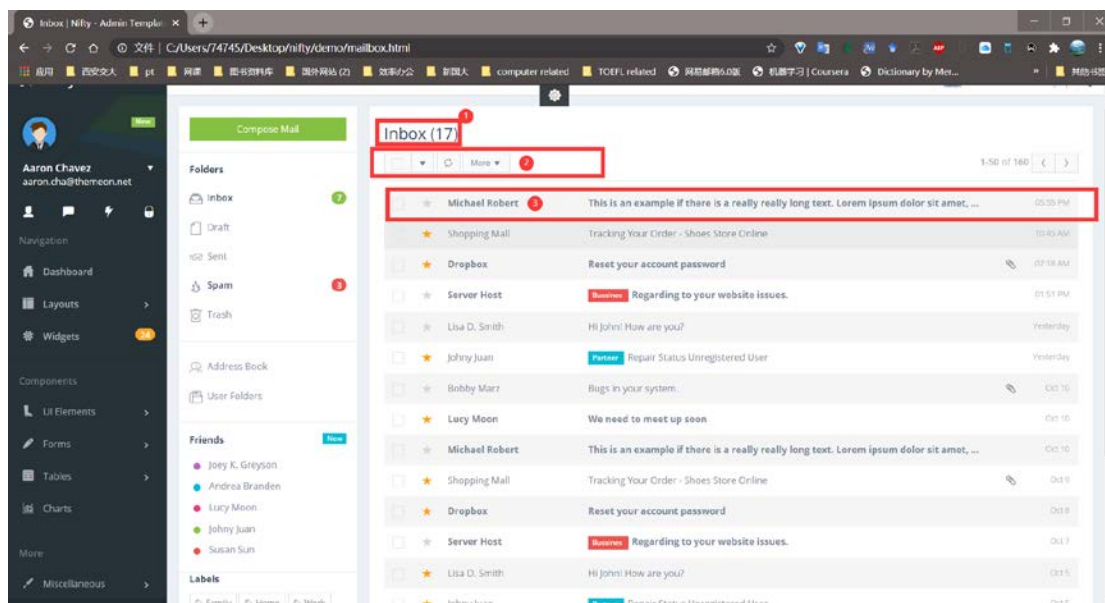 Inbox | Nifty - Admin Templat
文件 | C:/Users/74745/Desktop/nifty/demo/mailbox.html
应用 西安交大 pt 网课 图书资料库 国外网站 (2) 效率办公 新国人 computer related TOEFL related 网易邮箱6.0版 机器学习 | Coursera Dictionary by Mer... » 其他书签
New
Aaron Chavez
aaron.cha@themeon.net
Navigation
Dashboard
Layouts
Widgets 24
Components
UI Elements
Forms
Tables
Charts
More
Miscellaneous
Compose Mail
Folders
Inbox 7
Draft
Sent
Spam 3
Trash
Address Book
User Folders
Friends New
Joey K. Greyson
Andrea Branden
Lucy Moon
Johny Juan
Susan Sun
Labels
Family Home Work
Inbox (17) 1
More 2 1-50 of 160
Michael Robert 3 This is an example if there is a really really long text. Lorem ipsum dolor sit amet, ... 05:55 PM
Shopping Mall Tracking Your Order - Shoes Store Online 10:45 AM
Dropbox Reset your account password 07:18 AM
Server Host Bussines Regarding to your website issues. 01:51 PM
Lisa D. Smith Hi John! How are you? Yesterday
Johny Juan Partner Repair Status Unregistered User Yesterday
Bobby Marz Bugs in your system. Oct 10
Lucy Moon We need to meet up soon Oct 10
Michael Robert This is an example if there is a really really long text. Lorem ipsum dolor sit amet, ... Oct 10
Shopping Mall Tracking Your Order - Shoes Store Online Oct 9
Dropbox Reset your account password Oct 8
Server Host Bussines Regarding to your website issues. Oct 7
Lisa D. Smith Hi John! How are you? Oct 5
Johny Juan Partner Repair Status Unregistered User Oct 5